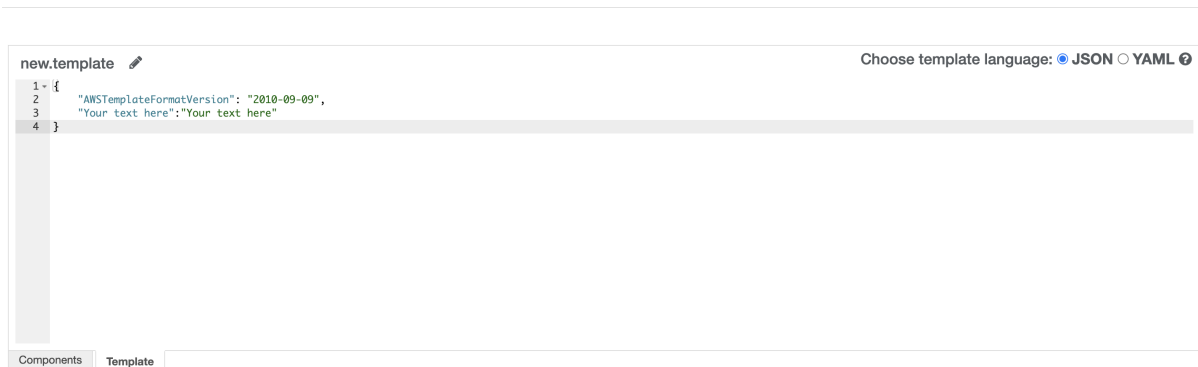 new.template
Choose template language: JSON YAML
1 {
2 "AWSTemplateFormatVersion": "2010-09-09",
3 "Your text here":"Your text here"
4 }
Components Template